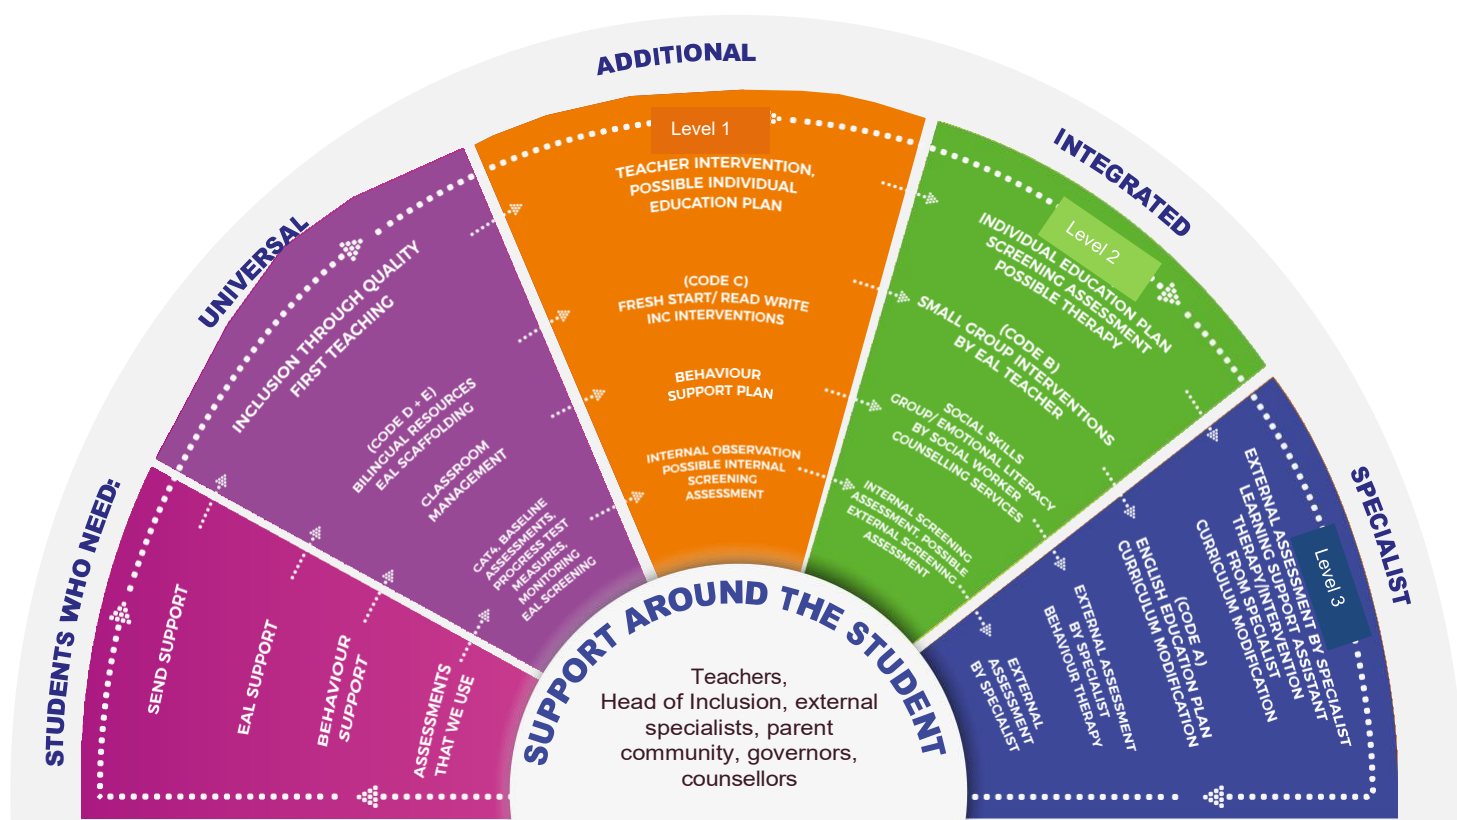 STUDENTS WHO NEED:
SEND SUPPORT
EAL SUPPORT
BEHAVIOUR
SUPPORT
ASSESSMENTS
THAT WE USE
UNIVERSAL
INCLUSION THROUGH QUALITY
FIRST TEACHING
(CODE D + E)
BILINGUAL RESOURCES
EAL SCAFFOLDING
CLASSROOM
MANAGEMENT
CAT4, BASELINE
ASSESSMENTS,
PROGRESS TEST
MEASURES,
MONITORING
EAL SCREENING
ADDITIONAL
Level 1
TEACHER INTERVENTION,
POSSIBLE INDIVIDUAL
EDUCATION PLAN
(CODE C)
FRESH START/ READ WRITE
INC INTERVENTIONS
BEHAVIOUR
SUPPORT PLAN
INTERNAL OBSERVATION
POSSIBLE INTERNAL
SCREENING
ASSESSMENT
INTEGRATED
Level 2
INDIVIDUAL EDUCATION PLAN
SCREENING ASSESSMENT
POSSIBLE THERAPY
(CODE B)
SMALL GROUP INTERVENTIONS
BY EAL TEACHER
SOCIAL SKILLS
GROUP/ EMOTIONAL LITERACY
BY SOCIAL WORKER
COUNSELLING SERVICES
INTERNAL SCREENING
ASSESSMENT, POSSIBLE
EXTERNAL SCREENING
ASSESSMENT
SPECIALIST
Level 3
EXTERNAL ASSESSMENT BY SPECIALIST
LEARNING SUPPORT ASSISTANT
THERAPY/INTERVENTION
FROM SPECIALIST
CURRICULUM MODIFICATION
(CODE A)
ENGLISH EDUCATION PLAN
CURRICULUM MODIFICATION
EXTERNAL ASSESSMENT
BY SPECIALIST
BEHAVIOUR THERAPY
EXTERNAL
ASSESSMENT
BY SPECIALIST
SUPPORT AROUND THE STUDENT
Teachers,
Head of Inclusion, external
specialists, parent
community, governors,
counsellors